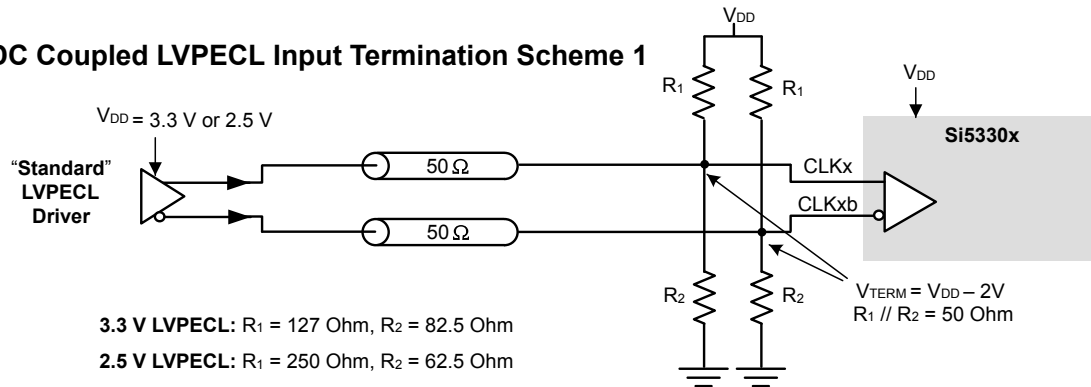 DC Coupled LVPECL Input Termination Scheme 1
VDD
R1
R1
VDD
VDD = 3.3 V or 2.5 V
Si5330x
"Standard"
LVPECL
Driver
50 Ω
CLKx
CLKxb
50 Ω
R2
R2
VTERM = VDD – 2V
R1 // R2 = 50 Ohm
3.3 V LVPECL: R1 = 127 Ohm, R2 = 82.5 Ohm
2.5 V LVPECL: R1 = 250 Ohm, R2 = 62.5 Ohm